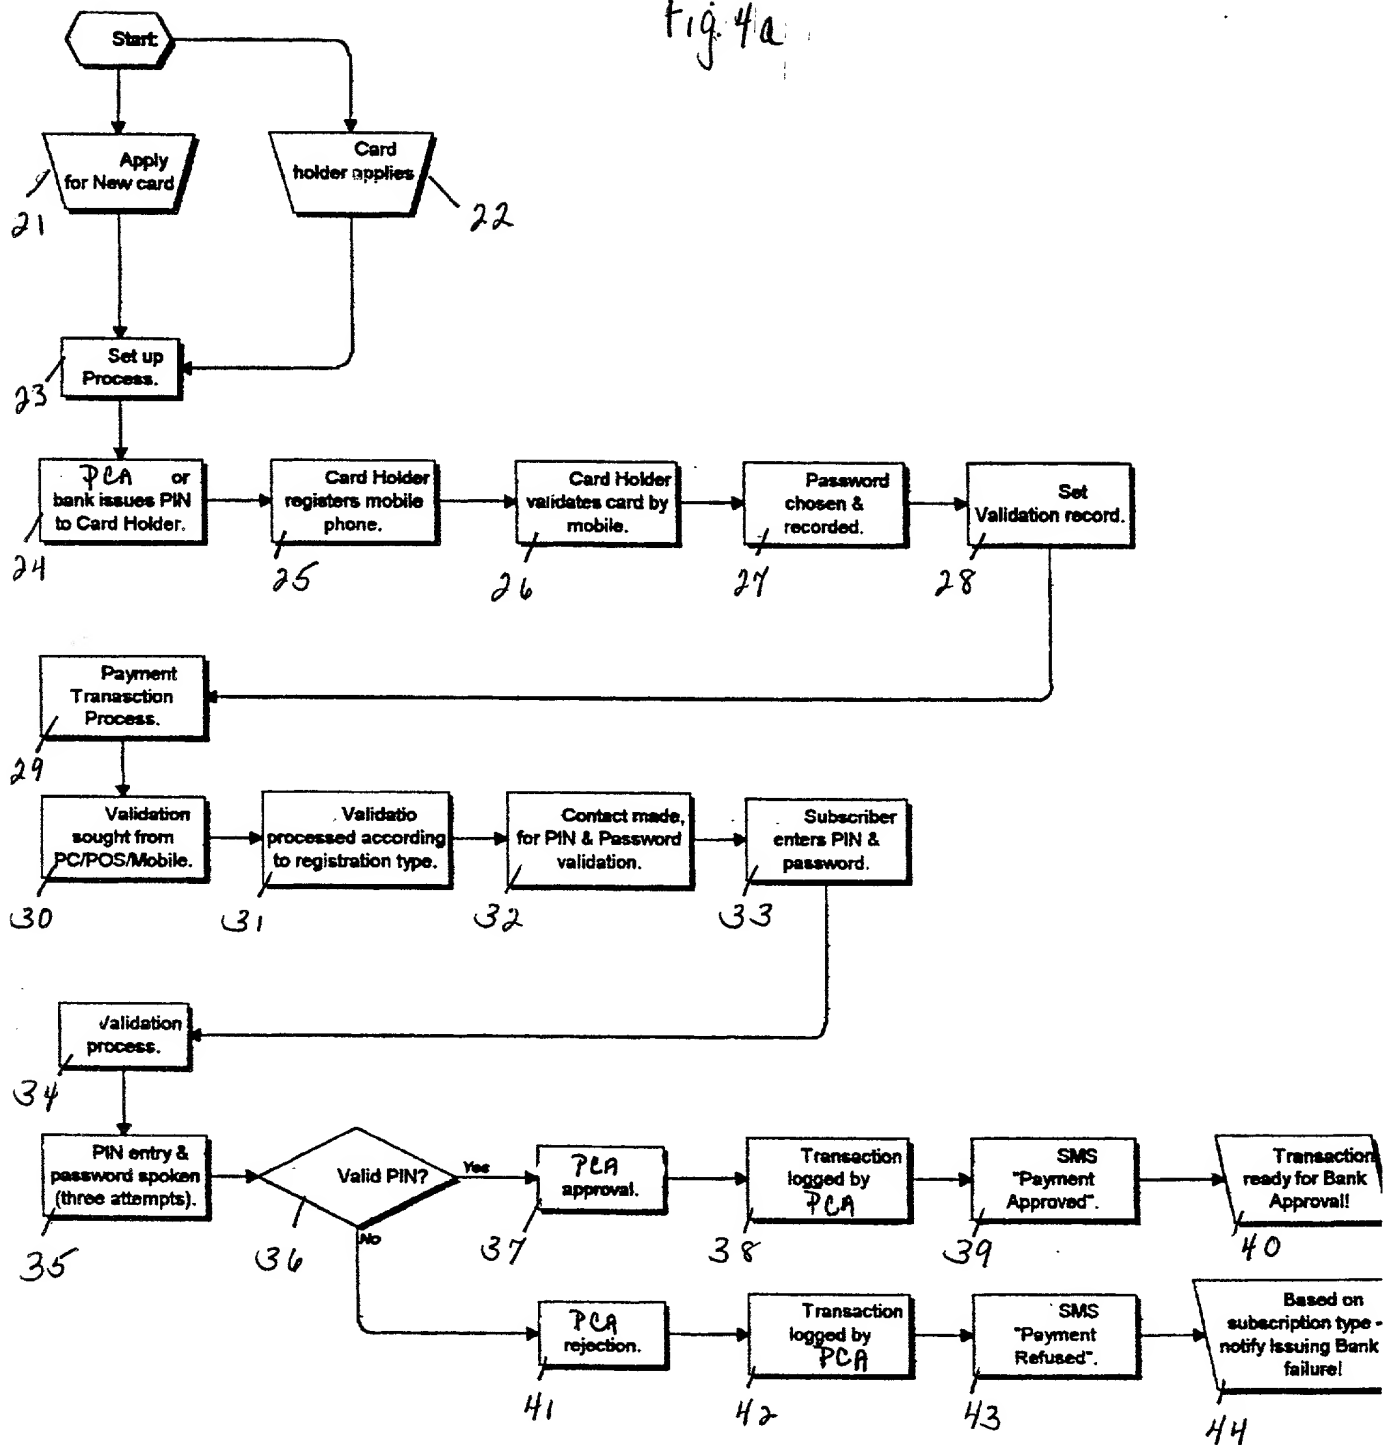 Fig. 4a
Start
Apply
for New card
21
Card
holder applies
22
Set up
Process.
23
PCA or
bank issues PIN
to Card Holder.
24
Card Holder
registers mobile
phone.
25
Card Holder
validates card by
mobile.
26
Password
chosen &
recorded.
27
Set
Validation record.
28
Payment
Tranasction
Process.
29
Validation
sought from
PC/POS/Mobile.
30
Validatio
processed according
to registration type.
31
Contact made,
for PIN & Password
validation.
32
Subscriber
enters PIN &
password.
33
Validation
process.
34
PIN entry &
password spoken
(three attempts).
35
Valid PIN?
36
Yes
No
PCA
approval.
37
Transaction
logged by
PCA
38
SMS
"Payment
Approved".
39
Transaction
ready for Bank
Approval!
40
PCA
rejection.
41
Transaction
logged by
PCA
42
SMS
"Payment
Refused".
43
Based on
subscription type -
notify Issuing Bank
failure!
44